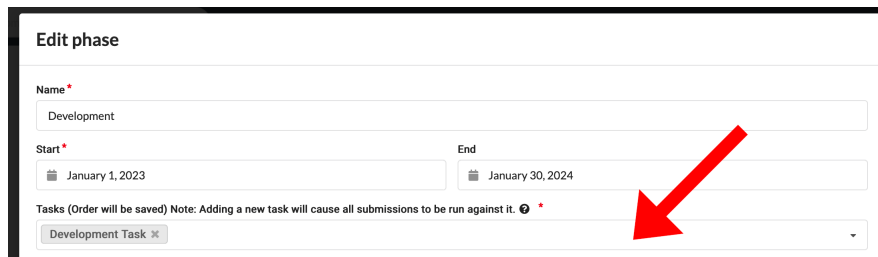 Edit phase
Name *
Development
Start *
End
January 1, 2023
January 30, 2024
Tasks (Order will be saved) Note: Adding a new task will cause all submissions to be run against it. *
Development Task